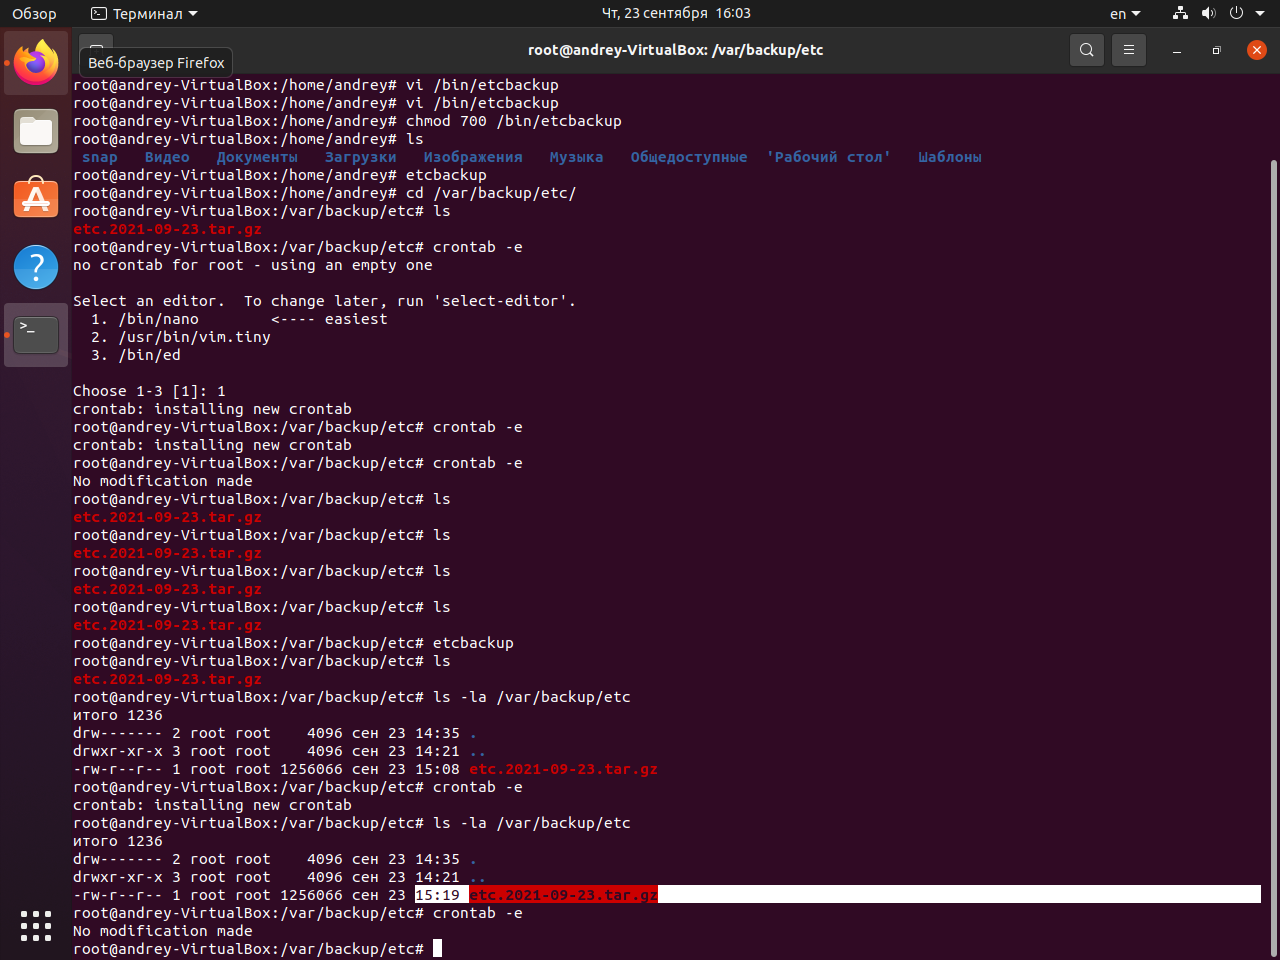 Обзор
Терминал
Чт, 23 сентября 16:03
en
root@andrey-VirtualBox: /var/backup/etc
Веб-браузер Firefox
root@andrey-VirtualBox:/home/andrey# vi /bin/etcbackup
root@andrey-VirtualBox:/home/andrey# vi /bin/etcbackup
root@andrey-VirtualBox:/home/andrey# chmod 700 /bin/etcbackup
root@andrey-VirtualBox:/home/andrey# ls
snap Видео Документы Загрузки Изображения Музыка Общедоступные 'Рабочий стол' Шаблоны
root@andrey-VirtualBox:/home/andrey# etcbackup
root@andrey-VirtualBox:/home/andrey# cd /var/backup/etc/
root@andrey-VirtualBox:/var/backup/etc# ls
etc.2021-09-23.tar.gz
root@andrey-VirtualBox:/var/backup/etc# crontab -e
no crontab for root - using an empty one
Select an editor.  To change later, run 'select-editor'.
1. /bin/nano        <---- easiest
2. /usr/bin/vim.tiny
3. /bin/ed
Choose 1-3 [1]: 1
crontab: installing new crontab
root@andrey-VirtualBox:/var/backup/etc# crontab -e
crontab: installing new crontab
root@andrey-VirtualBox:/var/backup/etc# crontab -e
No modification made
root@andrey-VirtualBox:/var/backup/etc# ls
etc.2021-09-23.tar.gz
root@andrey-VirtualBox:/var/backup/etc# ls
etc.2021-09-23.tar.gz
root@andrey-VirtualBox:/var/backup/etc# ls
etc.2021-09-23.tar.gz
root@andrey-VirtualBox:/var/backup/etc# ls
etc.2021-09-23.tar.gz
root@andrey-VirtualBox:/var/backup/etc# etcbackup
root@andrey-VirtualBox:/var/backup/etc# ls
etc.2021-09-23.tar.gz
root@andrey-VirtualBox:/var/backup/etc# ls -la /var/backup/etc
итого 1236
drw------- 2 root root    4096 сен 23 14:35 .
drwxr-xr-x 3 root root    4096 сен 23 14:21 ..
-rw-r--r-- 1 root root 1256066 сен 23 15:08 etc.2021-09-23.tar.gz
root@andrey-VirtualBox:/var/backup/etc# crontab -e
crontab: installing new crontab
root@andrey-VirtualBox:/var/backup/etc# ls -la /var/backup/etc
итого 1236
drw------- 2 root root    4096 сен 23 14:35 .
drwxr-xr-x 3 root root    4096 сен 23 14:21 ..
-rw-r--r-- 1 root root 1256066 сен 23 15:19 etc.2021-09-23.tar.gz
root@andrey-VirtualBox:/var/backup/etc# crontab -e
No modification made
root@andrey-VirtualBox:/var/backup/etc#